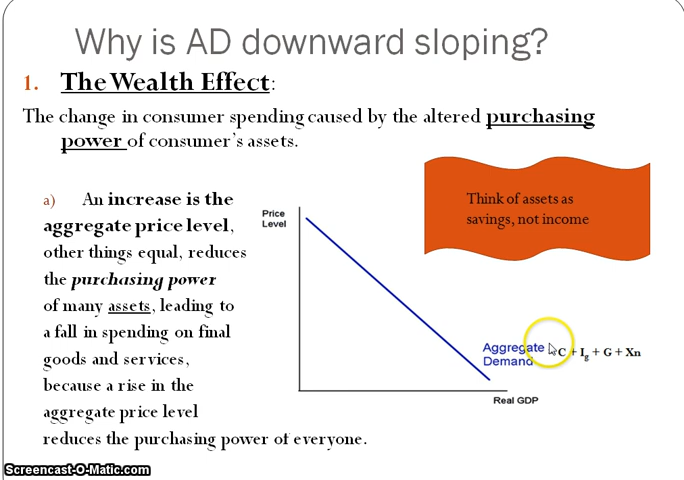 Why is AD downward sloping?
1. The Wealth Effect:
The change in consumer spending caused by the altered purchasing
power of consumer's assets.
a) An increase is the
aggregate price level,
other things equal, reduces
the purchasing power
of many assets, leading to
a fall in spending on final
goods and services,
because a rise in the
aggregate price level
reduces the purchasing power of everyone.
Think of assets as
savings, not income
Price
Level
Aggregate
Demand
C + Ig + G + Xn
Real GDP
Screencast-O-Matic.com